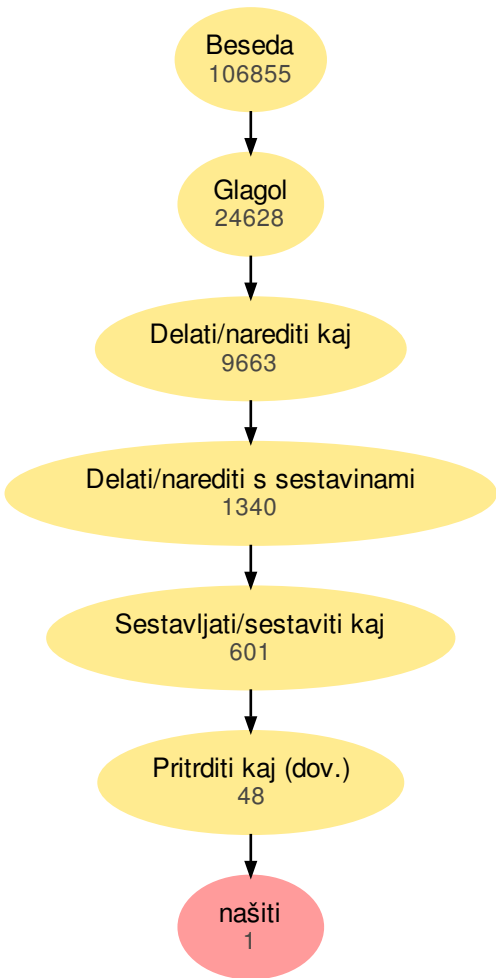 Beseda
106855
Glagol
24628
Delati/narediti kaj
9663
Delati/narediti s sestavinami
1340
Sestavljati/sestaviti kaj
601
Pritrditi kaj (dov.)
48
našiti
1